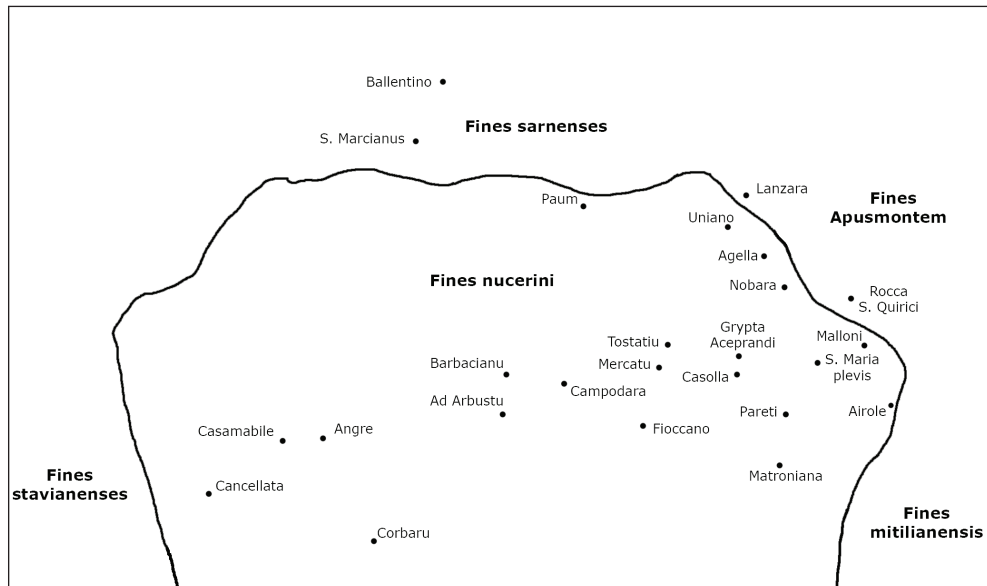 Ballentino
Fines sarnenses
S. Marcianus
Lanzara
Paum
Fines
Apusmontem
Uniano
Agella
Fines nucerini
Nobara
Rocca
S. Quirici
Grypta
Aceprandi
Malloni
Tostatiu
Barbacianu
Mercatu
S. Maria
plevis
Casolla
Campodara
Ad Arbustu
Pareti
Airole
Casamabile
Angre
Fioccano
Fines
stavianenses
Matroniana
Cancellata
Fines
mitilianensis
Corbaru